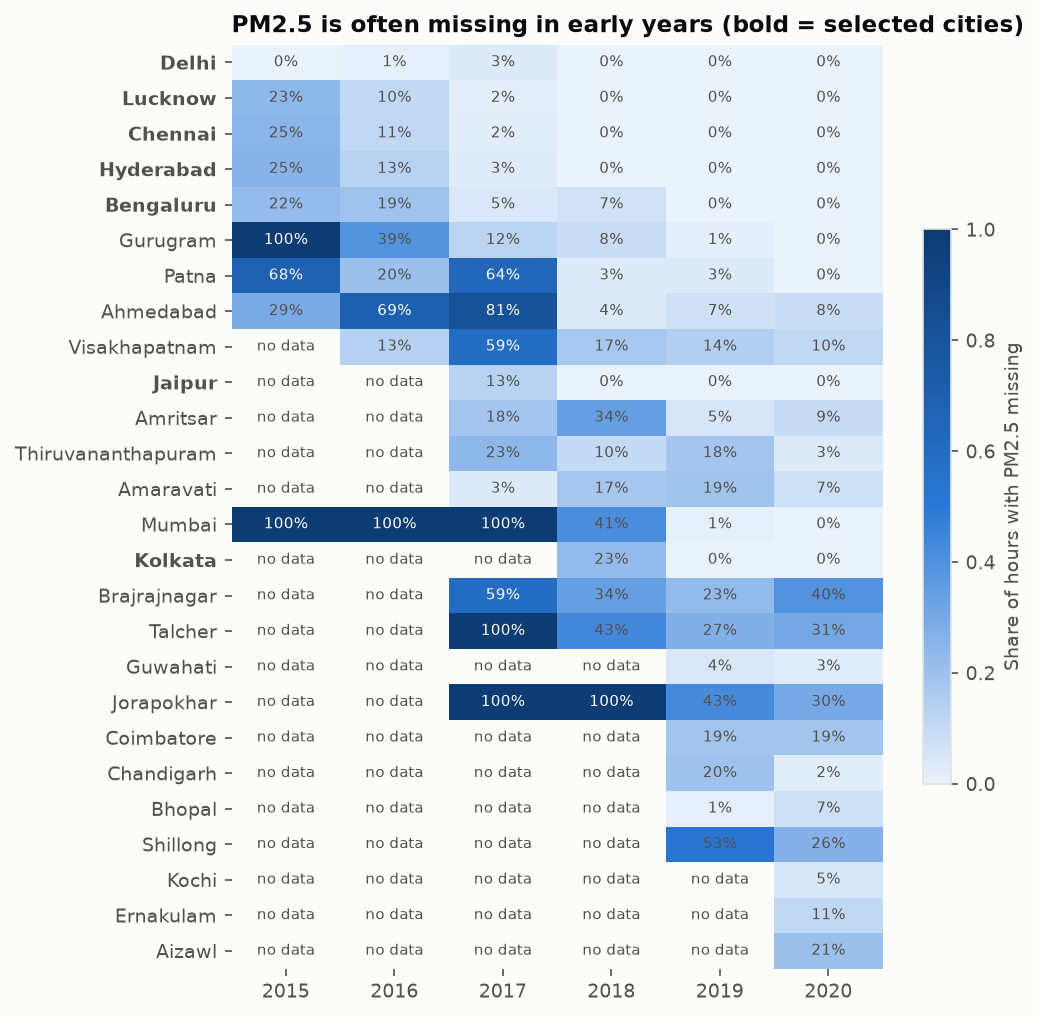 PM2.5 is often missing in early years (bold = selected cities)
Delhi 0% 1% 3% 0% 0% 0%
Lucknow 23% 10% 2% 0% 0% 0%
Chennai 25% 11% 2% 0% 0% 0%
Hyderabad 25% 13% 3% 0% 0% 0%
Bengaluru 22% 19% 5% 7% 0% 0%
Gurugram 100% 39% 12% 8% 1% 0%
Patna 68% 20% 64% 3% 3% 0%
Ahmedabad 29% 69% 81% 4% 7% 8%
Visakhapatnam no data 13% 59% 17% 14% 10%
Jaipur no data no data 13% 0% 0% 0%
Amritsar no data no data 18% 34% 5% 9%
Thiruvananthapuram no data no data 23% 10% 18% 3%
Amaravati no data no data 3% 17% 19% 7%
Mumbai 100% 100% 100% 41% 1% 0%
Kolkata no data no data no data 23% 0% 0%
Brajrajnagar no data no data 59% 34% 23% 40%
Talcher no data no data 100% 43% 27% 31%
Guwahati no data no data no data no data 4% 3%
Jorapokhar no data no data 100% 100% 43% 30%
Coimbatore no data no data no data no data 19% 19%
Chandigarh no data no data no data no data 20% 2%
Bhopal no data no data no data no data 1% 7%
Shillong no data no data no data no data 53% 26%
Kochi no data no data no data no data no data 5%
Ernakulam no data no data no data no data no data 11%
Aizawl no data no data no data no data no data 21%
2015 2016 2017 2018 2019 2020
1.0
0.8
0.6
0.4
0.2
0.0
Share of hours with PM2.5 missing